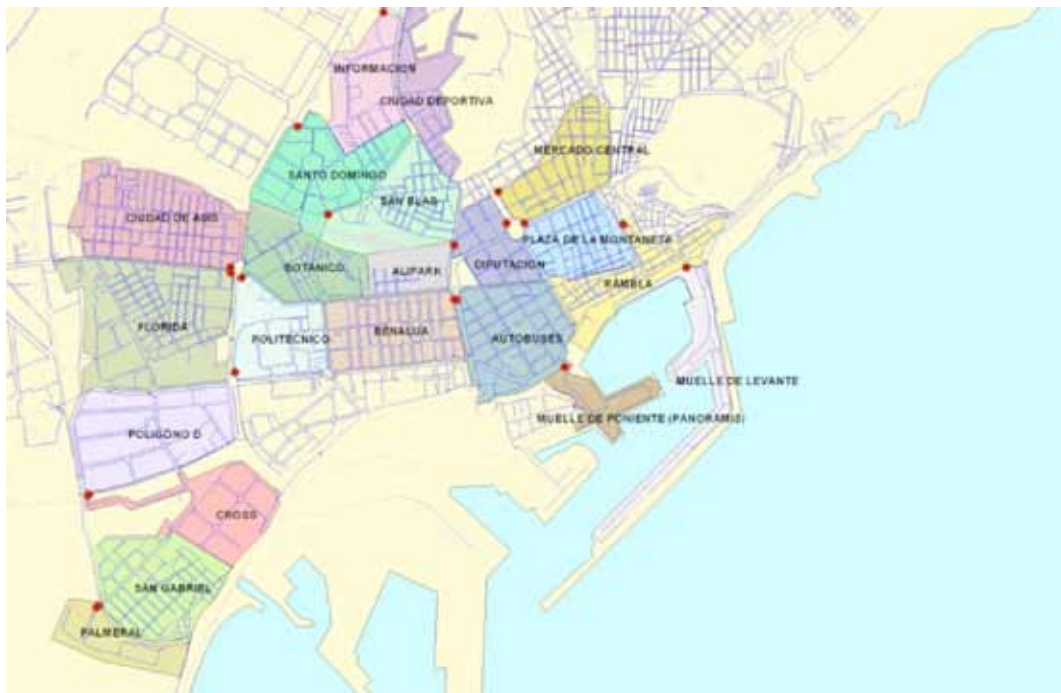 INFORMACION
CIUDAD DEPORTIVA
MERCADO CENTRAL
SANTO DOMINGO
SAN BLAS
CIUDAD DE ASIS
PLAZA DE LA MONTAÑETA
DIPUTACION
BOTANICO
ALIPARK
RAMBLA
FLORIDA
POLITECNICO
BENALUA
AUTOBUSES
MUELLE DE LEVANTE
MUELLE DE PONIENTE (PANORAMIS)
POLIGONO B
CROSS
SAN GABRIEL
PALMERAL